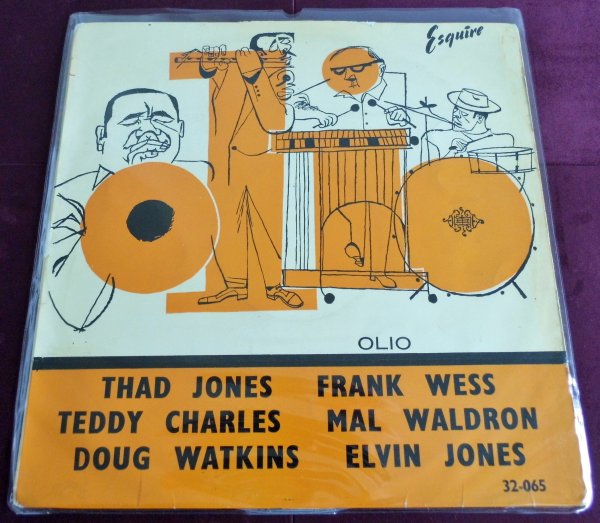 Esquire
OLIO
THAD JONES FRANK WESS
TEDDY CHARLES MAL WALDRON
DOUG WATKINS ELVIN JONES
32-065